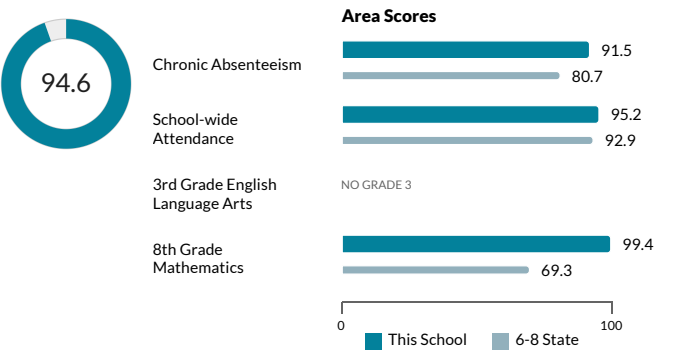 94.6
Area Scores
Chronic Absenteeism
91.5
80.7
School-wide
Attendance
95.2
92.9
3rd Grade English
Language Arts
NO GRADE 3
8th Grade
Mathematics
99.4
69.3
0
100
This School
6-8 State